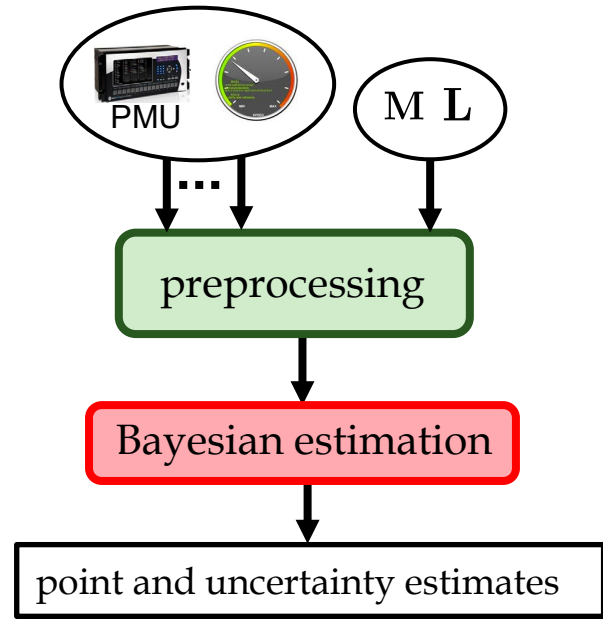 PMU
...
M L
preprocessing
Bayesian estimation
point and uncertainty estimates